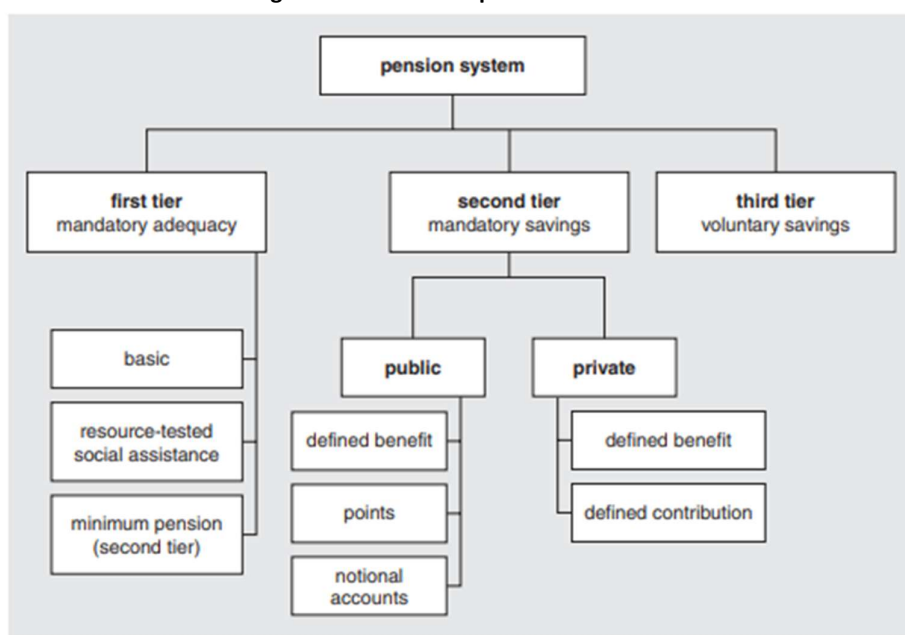 pension system
first tier
mandatory adequacy
second tier
mandatory savings
third tier
voluntary savings
basic
resource-tested
social assistance
minimum pension
(second tier)
public
private
defined benefit
points
notional
accounts
defined benefit
defined contribution